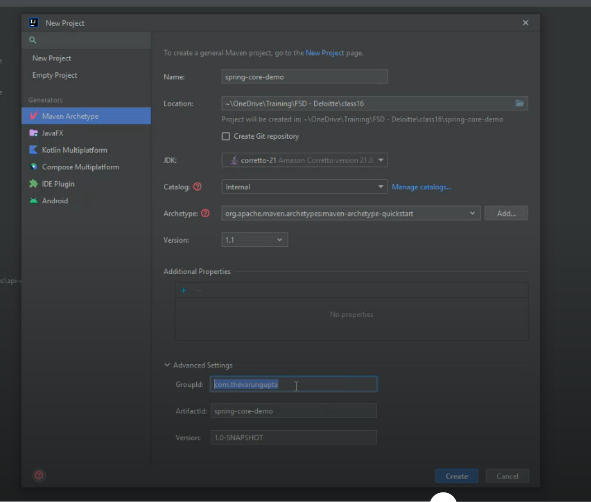 New Project
To create a general Maven project, go to the New Project page.
New Project
Empty Project
Generators
Maven Archetype
JavaFX
Kotlin Multiplatform
Compose Multiplatform
IDE Plugin
Android
Name:
spring-core-demo
Location:
~\OneDrive\Training\FSD - Deloitte\class16
Project will be created in: ~\OneDrive\Training\FSD - Deloitte\class16\spring-core-demo
Create Git repository
JDK:
corretto-21 Amazon Corretto version 21.0
Catalog:
Internal
Manage catalogs...
Archetype:
org.apache.maven.archetypes:maven-archetype-quickstart
Add...
Version:
1.1
Additional Properties
No properties
Advanced Settings
GroupId:
com.thevarungupta
ArtifactId:
spring-core-demo
Version:
1.0-SNAPSHOT
Create
Cancel